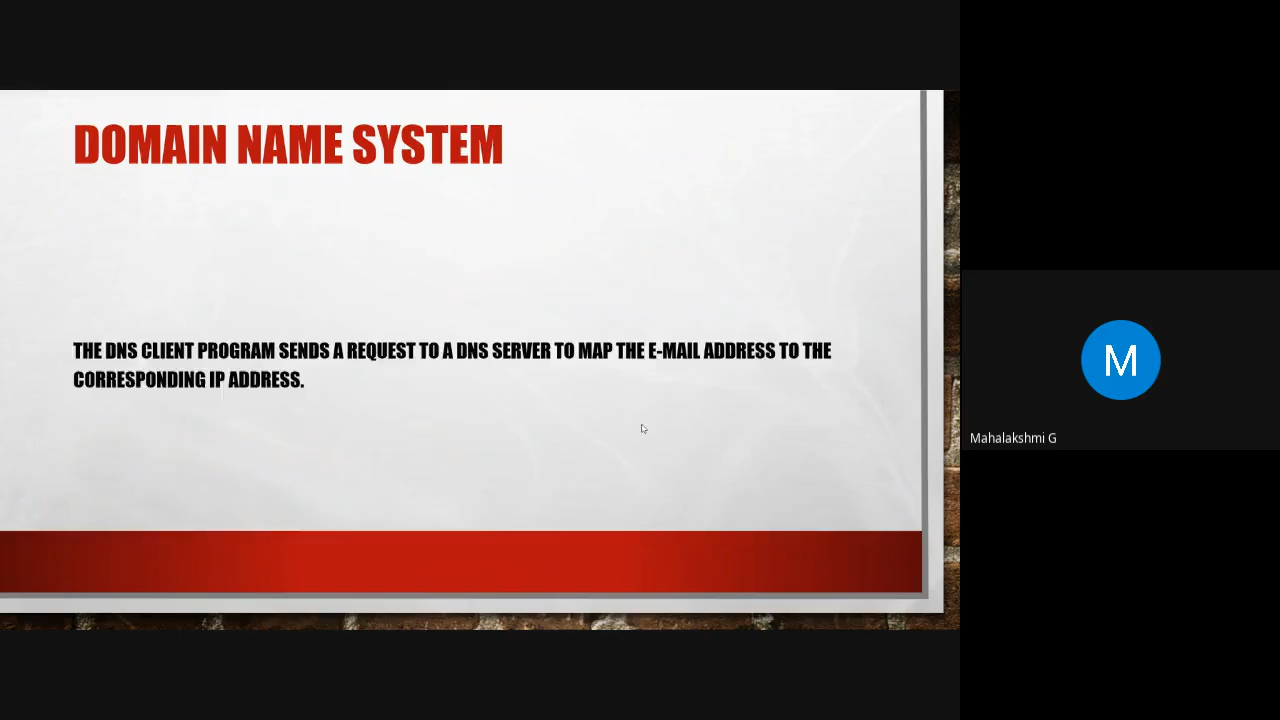 DOMAIN NAME SYSTEM
THE DNS CLIENT PROGRAM SENDS A REQUEST TO A DNS SERVER TO MAP THE E-MAIL ADDRESS TO THE
CORRESPONDING IP ADDRESS.
M
Mahalakshmi G